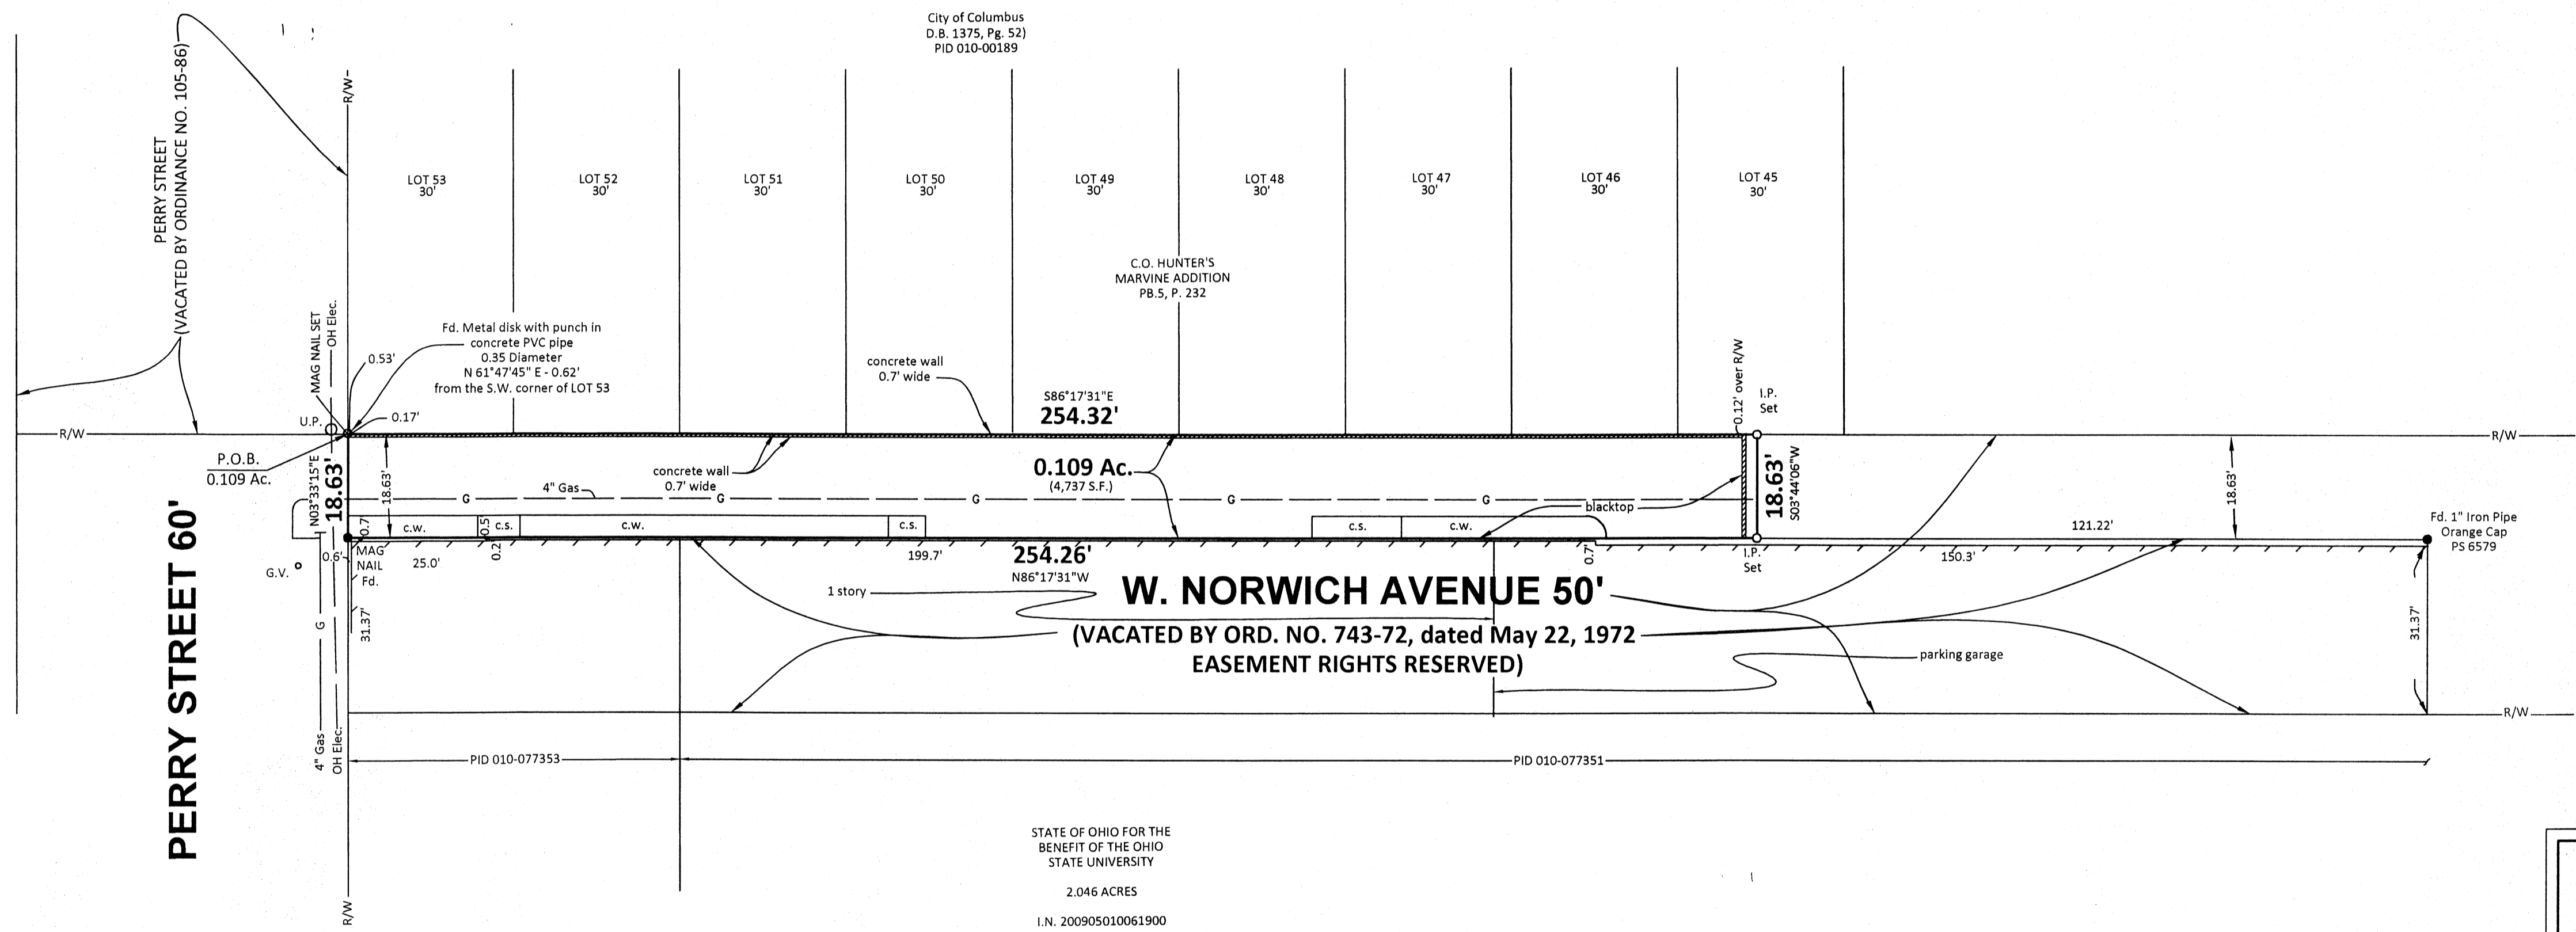 City of Columbus
D.B. 1375, Pg. 52)
PID 010-00189
PERRY STREET
(VACATED BY ORDINANCE NO. 105-86)
R/W
LOT 53
30'
LOT 52
30'
LOT 51
30'
LOT 50
30'
LOT 49
30'
LOT 48
30'
LOT 47
30'
LOT 46
30'
LOT 45
30'
C.O. HUNTER'S
MARVINE ADDITION
PB.5, P. 232
MAG NAIL SET
OH Elec.
Fd. Metal disk with punch in
concrete PVC pipe
0.35 Diameter
N 61°47'45" E - 0.62'
from the S.W. corner of LOT 53
0.53'
0.17'
U.P.
concrete wall
0.7' wide
S86°17'31"E
254.32'
0.12' over R/W
I.P.
Set
R/W
R/W
P.O.B.
0.109 Ac.
N03°33'15"E
18.63'
18.63'
concrete wall
0.7' wide
0.109 Ac.
(4,737 S.F.)
4" Gas
G
G
G
G
G
blacktop
18.63'
S03°44'06"W
18.63'
0.7
c.w.
0.5
c.s.
c.w.
c.s.
c.s.
c.w.
121.22'
Fd. 1" Iron Pipe
Orange Cap
PS 6579
0.6'
MAG
NAIL
Fd.
25.0'
0.2'
199.7'
254.26'
N86°17'31"W
0.7'
I.P.
Set
150.3'
G.V.
G
31.37'
1 story
W. NORWICH AVENUE 50'
(VACATED BY ORD. NO. 743-72, dated May 22, 1972
EASEMENT RIGHTS RESERVED)
31.37'
parking garage
PERRY STREET 60'
4" Gas
OH Elec.
R/W
PID 010-077353
PID 010-077351
STATE OF OHIO FOR THE
BENEFIT OF THE OHIO
STATE UNIVERSITY
2.046 ACRES
I.N. 200905010061900
R/W